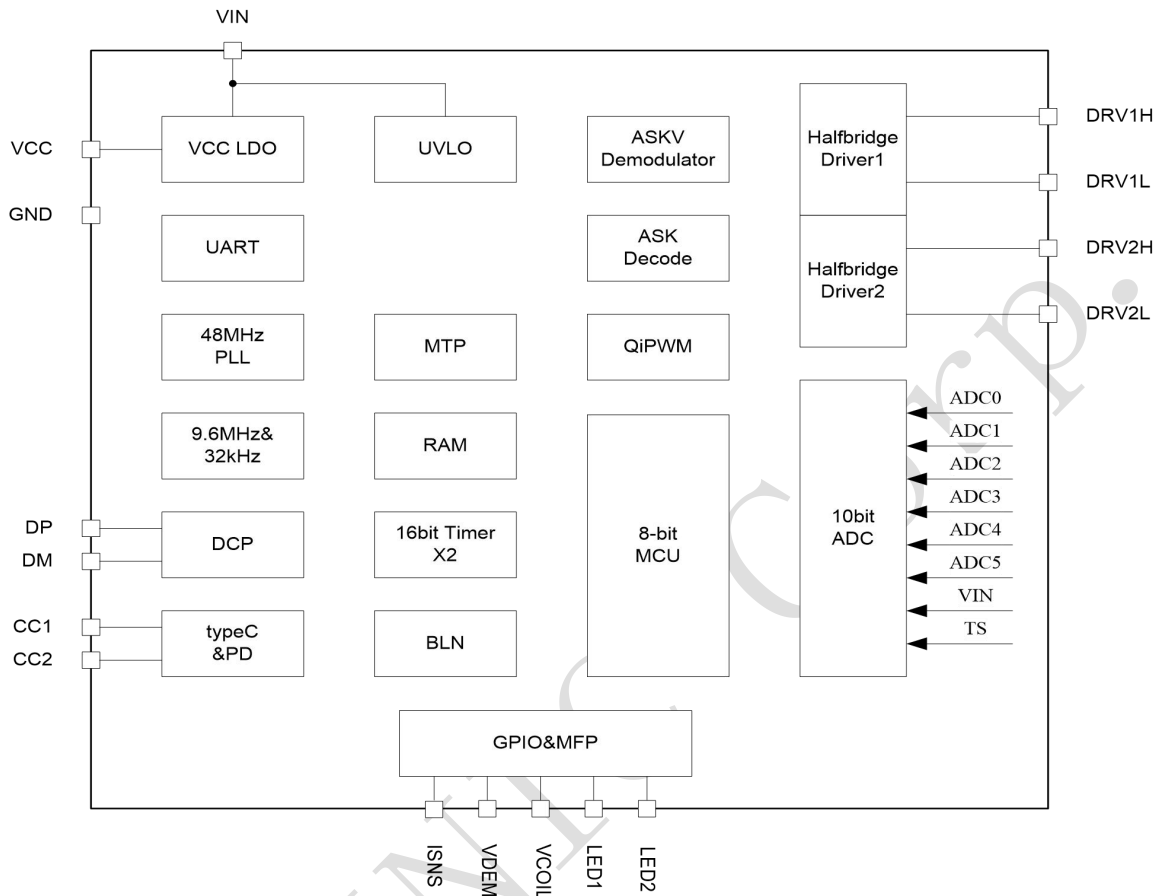 VIN
VCC
GND
DP
DM
CC1
CC2
VCC LDO
UVLO
ASKV
Demodulator
Halfbridge
Driver1
DRV1H
DRV1L
UART
ASK
Decode
Halfbridge
Driver2
DRV2H
DRV2L
48MHz
PLL
MTP
QiPWM
9.6MHz&
32kHz
RAM
8-bit
MCU
10bit
ADC
ADC0
ADC1
ADC2
ADC3
ADC4
ADC5
VIN
TS
DCP
16bit Timer
X2
typeC
&PD
BLN
GPIO&MFP
ISNS
VDEM
VCOIL
LED1
LED2
Corp.